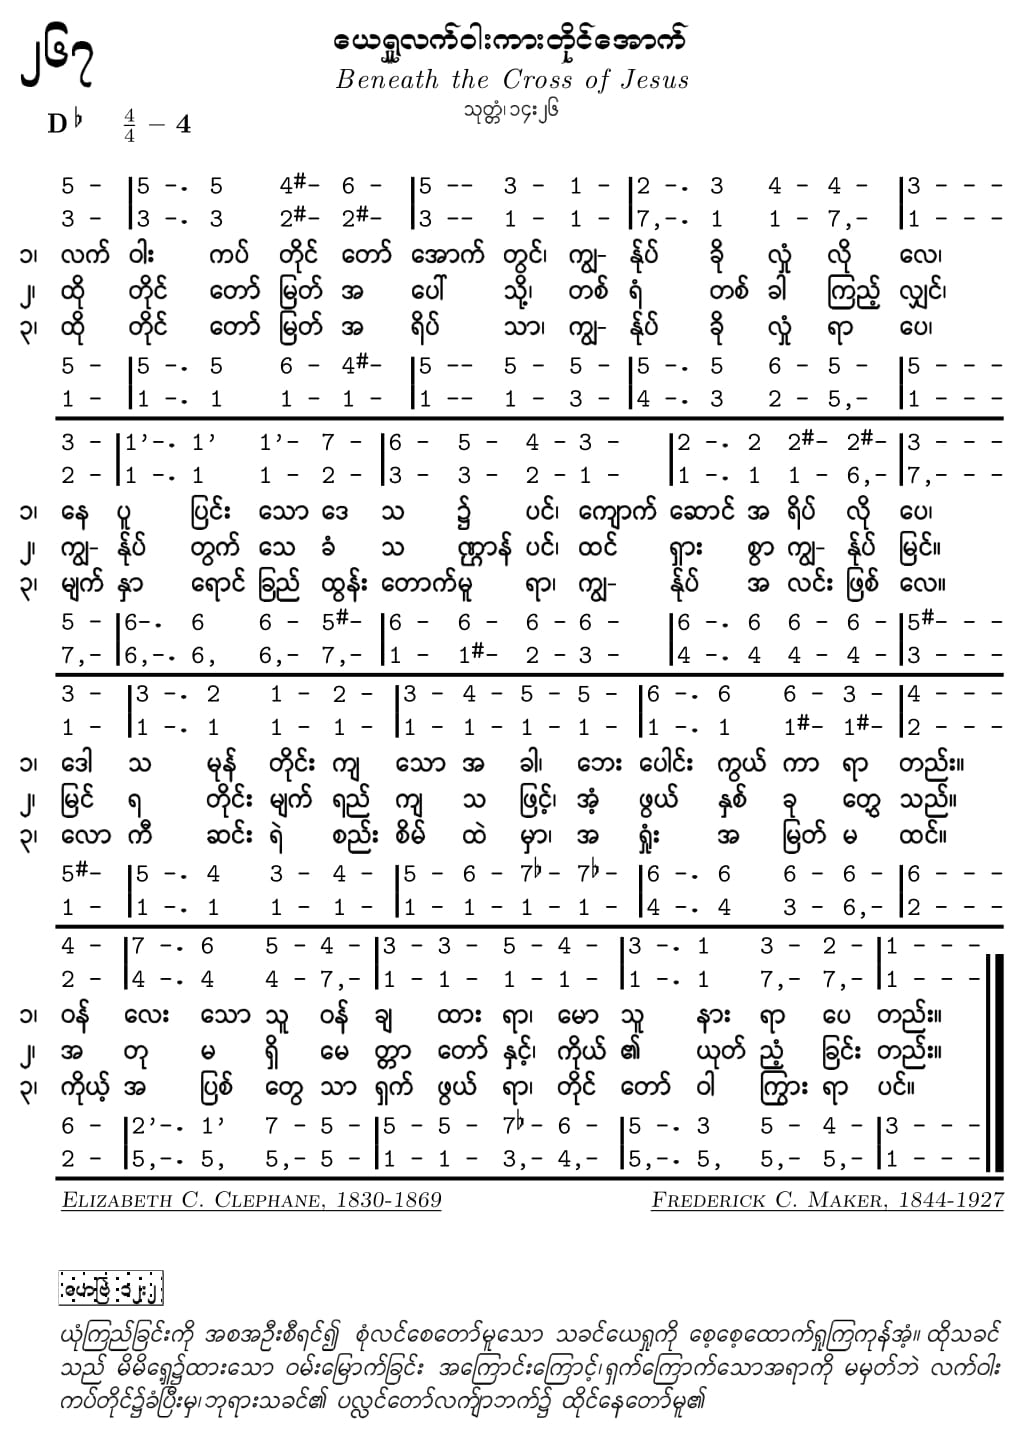 ၂၆၇
ယေရှုလက်ဝါးကားတိုင်အောက်
Beneath the Cross of Jesus
သုတ္တံ၊ ၁၄း၂၆
D♭ 4/4 – 4
5 – |5 –. 5 4#– 6 – |5 –– 3 – 1 – |2 –. 3 4 – 4 – |3 – – –
3 – |3 –. 3 2#– 2#– |3 –– 1 – 1 – |7,–. 1 1 – 7,– |1 – – –
၁၊ လက် ဝါး ကပ် တိုင် တော် အောက် တွင်၊ ကျွ– န်ုပ် ခို လှုံ လို လေ၊
၂၊ ထို တိုင် တော် မြတ် အ ပေါ် သို့၊ တစ် ရံ တစ် ခါ ကြည့် လျှင်၊
၃၊ ထို တိုင် တော် မြတ် အ ရိပ် သာ၊ ကျွ– န်ုပ် ခို လှုံ ရာ ပေ၊
5 – |5 –. 5 6 – 4#– |5 –– 5 – 5 – |5 –. 5 6 – 5 – |5 – – –
1 – |1 –. 1 1 – 1 – |1 –– 1 – 3 – |4 –. 3 2 – 5,– |1 – – –
3 – |1’–. 1’ 1’– 7 – |6 – 5 – 4 – 3 – |2 –. 2 2#– 2#– |3 – – –
2 – |1 –. 1 1 – 2 – |3 – 3 – 2 – 1 – |1 –. 1 1 – 6,– |7,– – –
၁၊ နေ ပူ ပြင်း သော ဒေ သ ၌ ပင်၊ ကျောက် ဆောင် အ ရိပ် လို ပေ၊
၂၊ ကျွ– န်ုပ် တွက် သေ ခံ သ ဏ္ဌာန် ပင်၊ ထင် ရှား စွာ ကျွ– န်ုပ် မြင်။
၃၊ မျက် နှာ ရောင် ခြည် ထွန်း တောက်မူ ရာ၊ ကျွ– န်ုပ် အ လင်း ဖြစ် လေ။
5 – |6–. 6 6 – 5#– |6 – 6 – 6 – 6 – |6 –. 6 6 – 6 – |5#– – –
7,– |6,–. 6, 6,– 7,– |1 – 1#– 2 – 3 – |4 –. 4 4 – 4 – |3 – – –
3 – |3 –. 2 1 – 2 – |3 – 4 – 5 – 5 – |6 –. 6 6 – 3 – |4 – – –
1 – |1 –. 1 1 – 1 – |1 – 1 – 1 – 1 – |1 –. 1 1#– 1#– |2 – – –
၁၊ ဒေါ သ မုန် တိုင်း ကျ သော အ ခါ၊ ဘေး ပေါင်း ကွယ် ကာ ရာ တည်း။
၂၊ မြင် ရ တိုင်း မျက် ရည် ကျ သ ဖြင့်၊ အံ့ ဖွယ် နှစ် ခု တွေ့ သည်။
၃၊ လော ကီ ဆင်း ရဲ စည်း စိမ် ထဲ မှာ၊ အ ရှုံး အ မြတ် မ ထင်။
5#– |5 –. 4 3 – 4 – |5 – 6 – 7♭– 7♭– |6 –. 6 6 – 6 – |6 – – –
1 – |1 –. 1 1 – 1 – |1 – 1 – 1 – 1 – |4 –. 4 3 – 6,– |2 – – –
4 – |7 –. 6 5 – 4 – |3 – 3 – 5 – 4 – |3 –. 1 3 – 2 – |1 – – –
2 – |4 –. 4 4 – 7,– |1 – 1 – 1 – 1 – |1 –. 1 7,– 7,– |1 – – –
၁၊ ဝန် လေး သော သူ ဝန် ချ ထား ရာ၊ မော သူ နား ရာ ပေ တည်း။
၂၊ အ တု မ ရှိ မေ တ္တာ တော် နှင့်၊ ကိုယ် ၏ ယုတ် ညံ့ ခြင်း တည်း။
၃၊ ကိုယ့် အ ပြစ် တွေ သာ ရှက် ဖွယ် ရာ၊ တိုင် တော် ဝါ ကြွား ရာ ပင်။
6 – |2’–. 1’ 7 – 5 – |5 – 5 – 7♭– 6 – |5 –. 3 5 – 4 – |3 – – –
2 – |5,–. 5, 5,– 5 – |1 – 1 – 3,– 4,– |5,–. 5, 5,– 5,– |1 – – –
ELIZABETH C. CLEPHANE, 1830-1869 FREDERICK C. MAKER, 1844-1927
ဟေဗြဲ ၁၂း၂
ယုံကြည်ခြင်းကို အစအဦးစီရင်၍ စုံလင်စေတော်မူသော သခင်ယေရှုကို စေ့စေ့ထောက်ရှုကြကုန်အံ့။ ထိုသခင်
သည် မိမိရှေ့၌ထားသော ဝမ်းမြောက်ခြင်း အကြောင်းကြောင့်၊ ရှက်ကြောက်သောအရာကို မမှတ်ဘဲ လက်ဝါး
ကပ်တိုင်၌ခံပြီးမှ၊ ဘုရားသခင်၏ ပလ္လင်တော်လက်ျာဘက်၌ ထိုင်နေတော်မူ၏